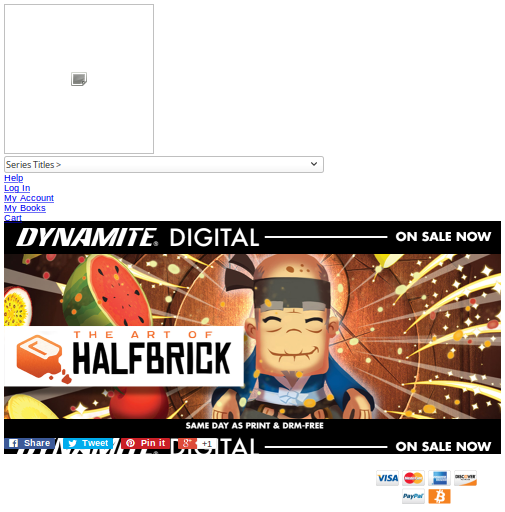 Series Titles >
Help
Log In
My Account
My Books
Cart
DYNAMITE® DIGITAL ON SALE NOW
THE ART OF
HALFBRICK
SAME DAY AS PRINT & DRM-FREE
Share Tweet Pin it +1
DYNAMITE DIGITAL ON SALE NOW
VISA MasterCard DISCOVER
PayPal